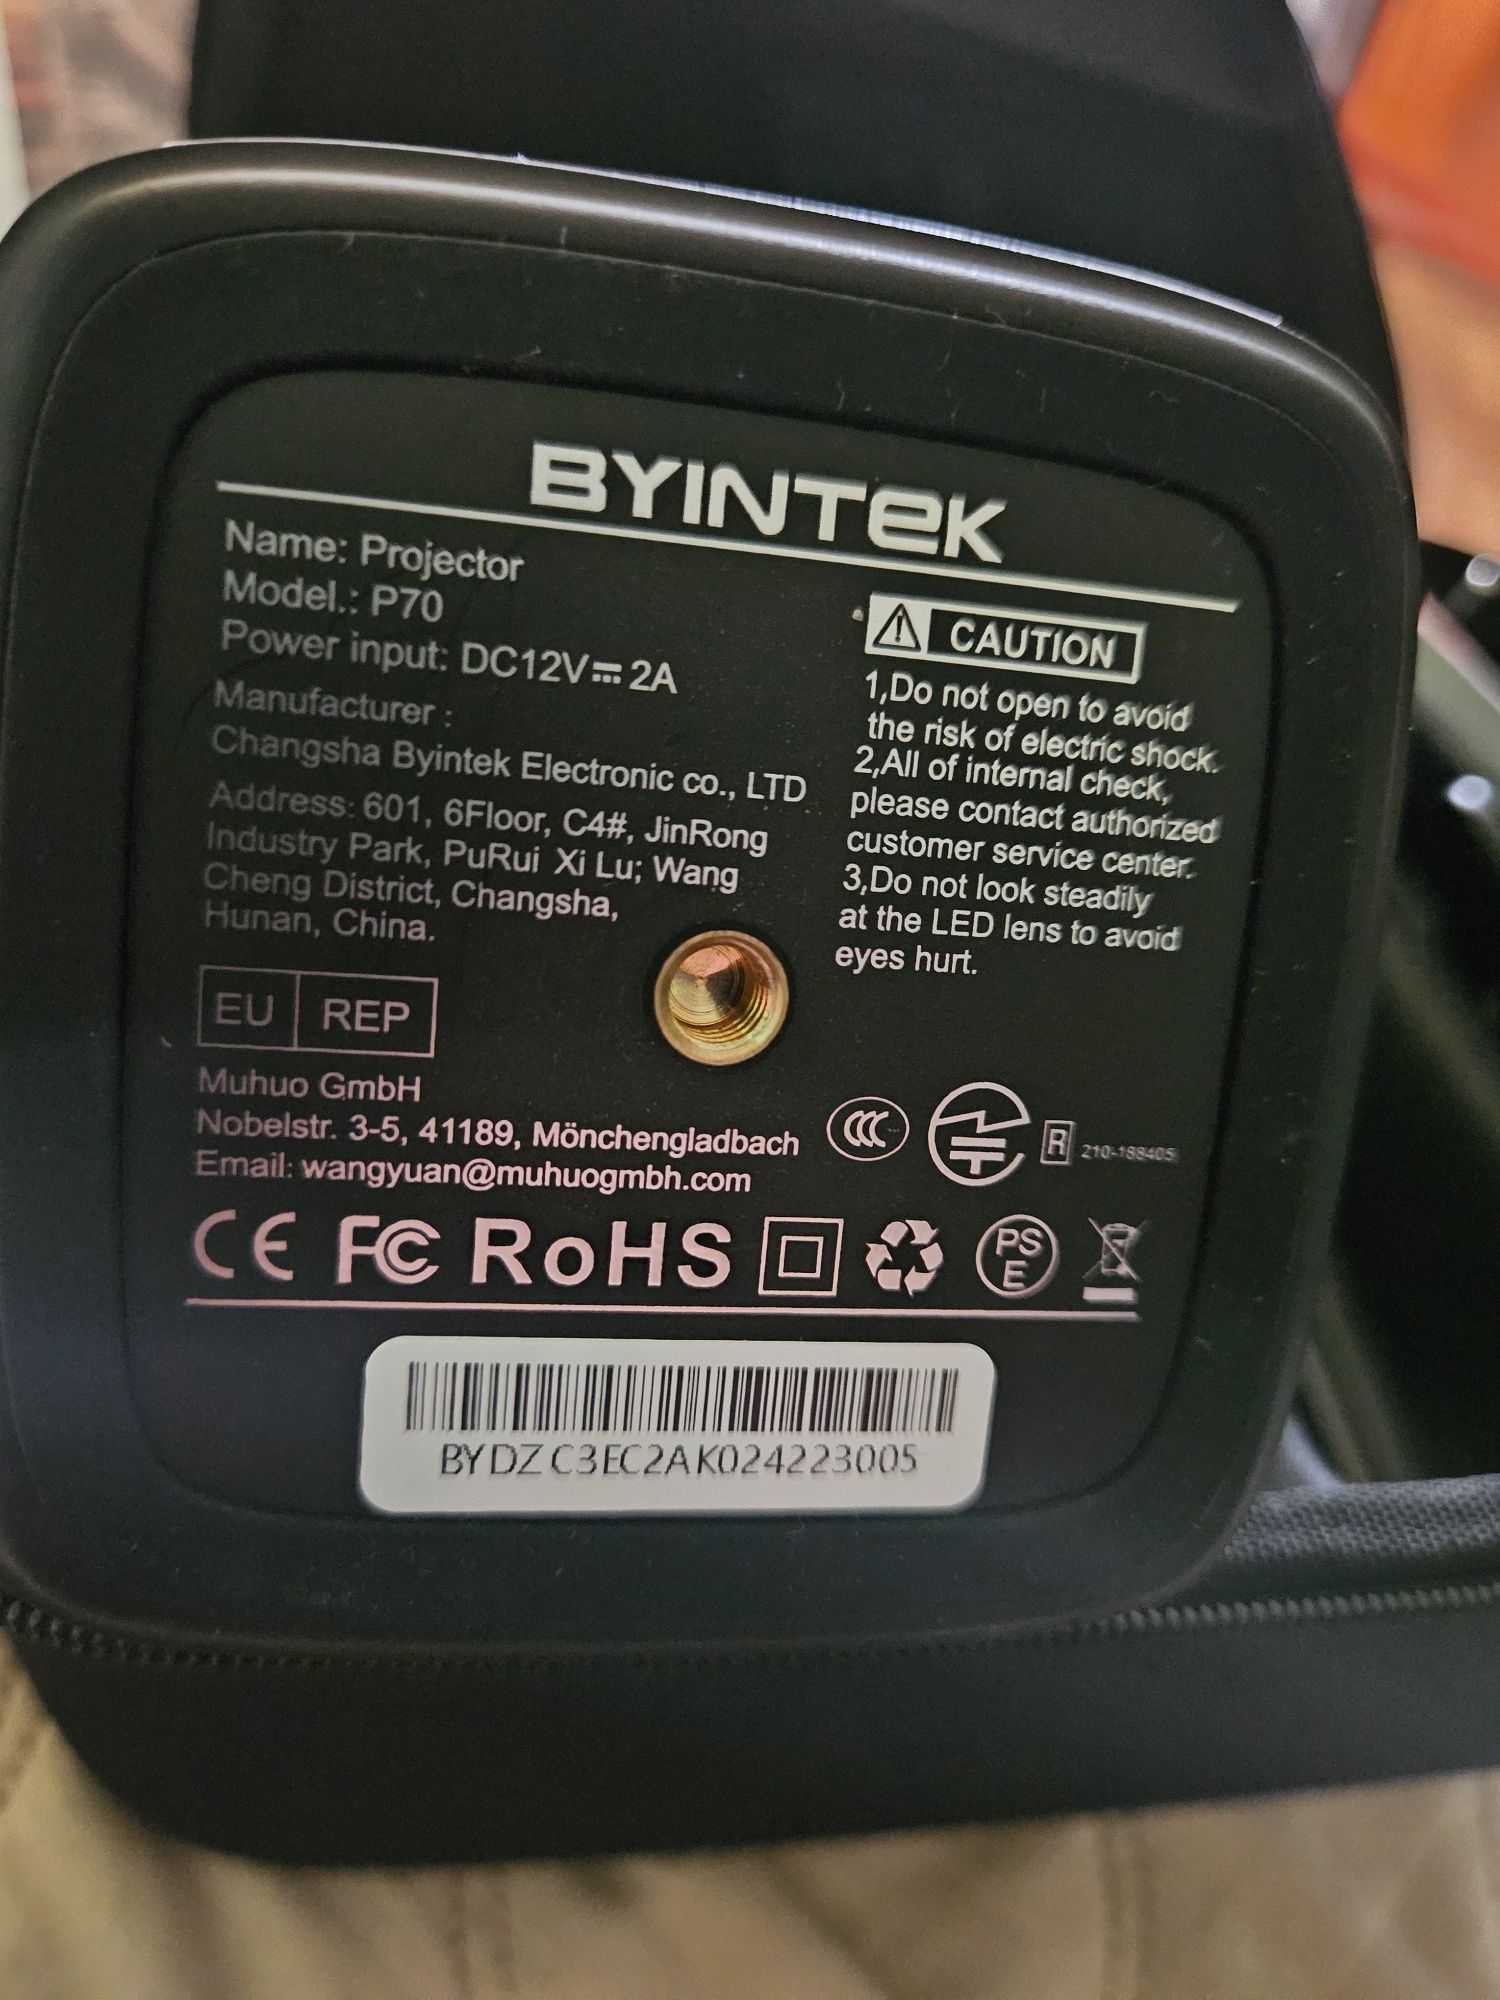 BYINTEK
Name: Projector
Model.: P70
Power input: DC12V⎓2A
Manufacturer :
Changsha Byintek Electronic co., LTD
Address: 601, 6Floor, C4#, JinRong
Industry Park, PuRui Xi Lu; Wang
Cheng District, Changsha,
Hunan, China.
CAUTION
1,Do not open to avoid
the risk of electric shock.
2,All of internal check,
please contact authorized
customer service center.
3,Do not look steadily
at the LED lens to avoid
eyes hurt.
EU REP
Muhuo GmbH
Nobelstr. 3-5, 41189, Mönchengladbach
Email: wangyuan@muhuogmbh.com
CCC R 210-188405
CE FC RoHS PS
E
BYDZC3EC2AK024223005